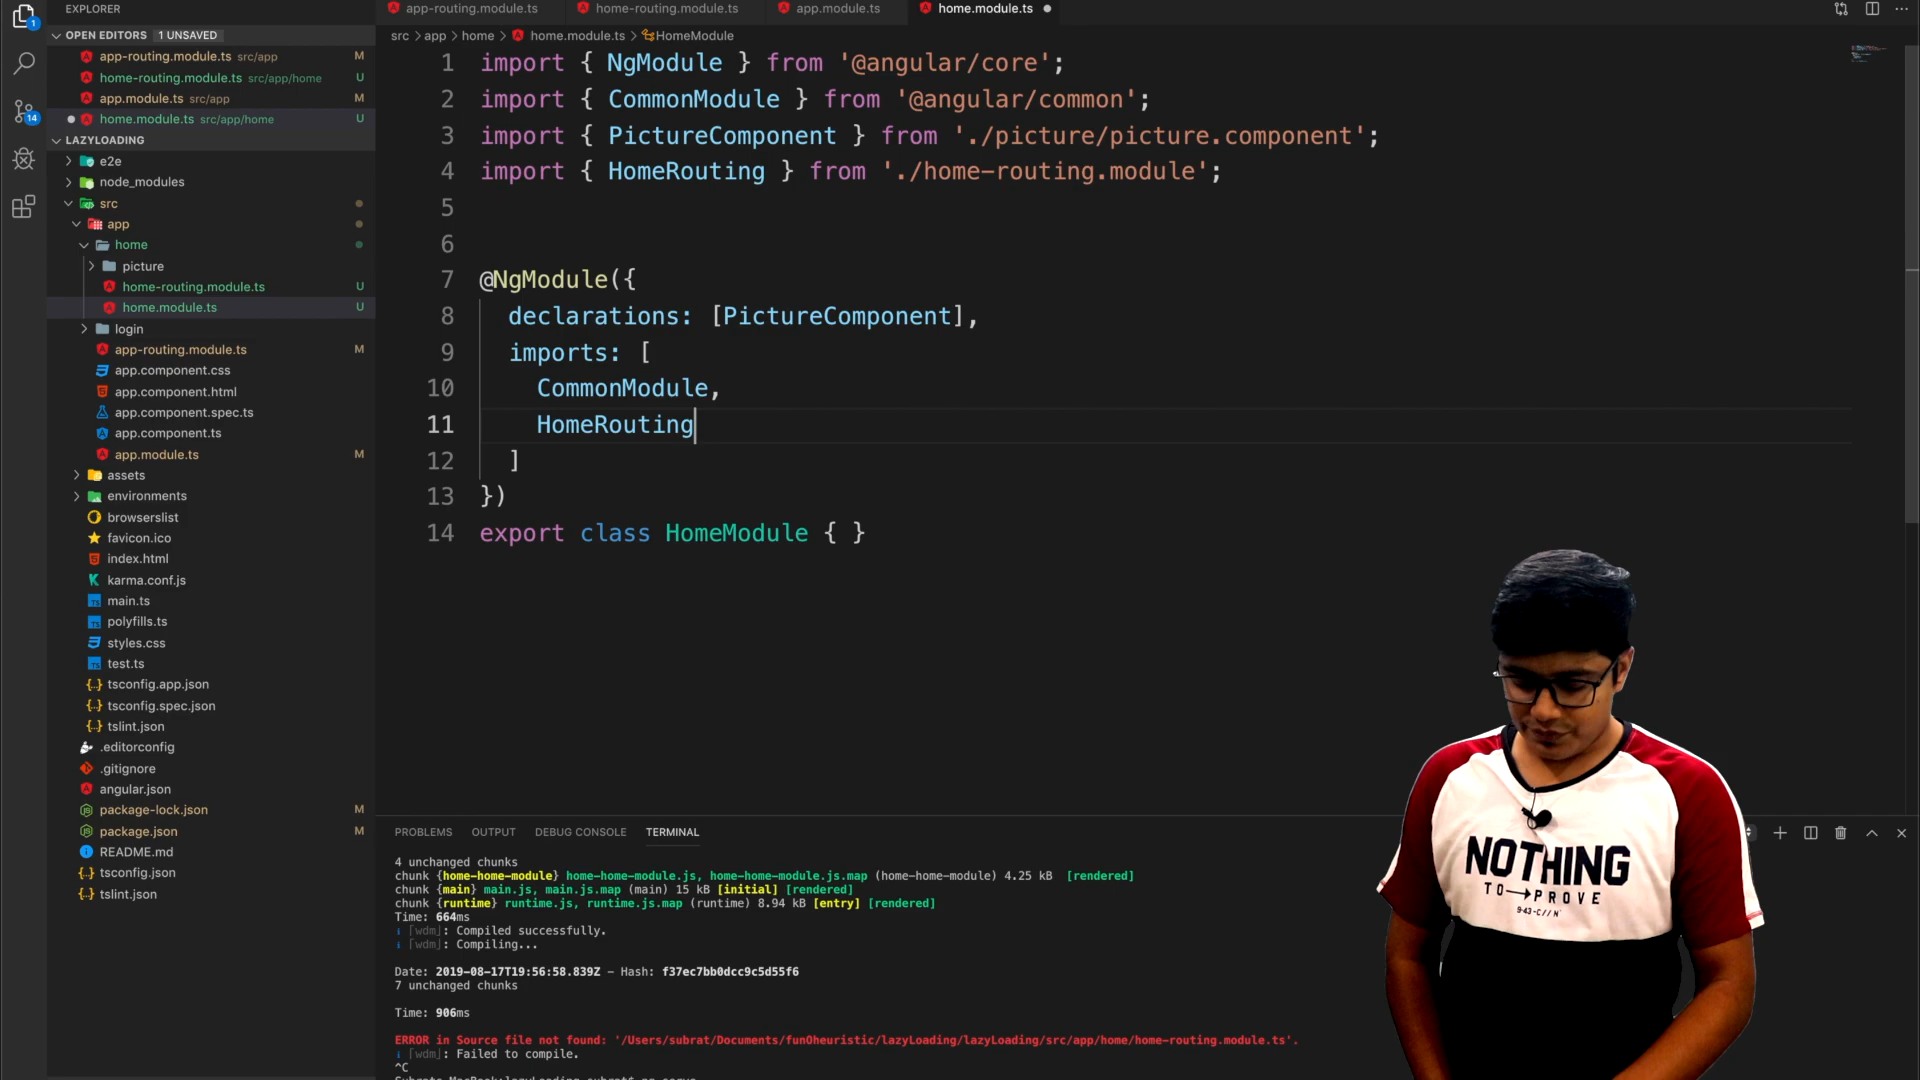 EXPLORER
OPEN EDITORS 1 UNSAVED
app-routing.module.ts src/app M
home-routing.module.ts src/app/home U
app.module.ts src/app M
home.module.ts src/app/home U
LAZYLOADING
e2e
node_modules
src
app
home
picture
home-routing.module.ts U
home.module.ts U
login
app-routing.module.ts M
app.component.css
app.component.html
app.component.spec.ts
app.component.ts
app.module.ts M
assets
environments
browserslist
favicon.ico
index.html
karma.conf.js
main.ts
polyfills.ts
styles.css
test.ts
tsconfig.app.json
tsconfig.spec.json
tslint.json
.editorconfig
.gitignore
angular.json
package-lock.json M
package.json M
README.md
tsconfig.json
tslint.json
1
14
app-routing.module.ts home-routing.module.ts app.module.ts home.module.ts
src > app > home > home.module.ts > HomeModule
1 import { NgModule } from '@angular/core';
2 import { CommonModule } from '@angular/common';
3 import { PictureComponent } from './picture/picture.component';
4 import { HomeRouting } from './home-routing.module';
5
6
7 @NgModule({
8 declarations: [PictureComponent],
9 imports: [
10 CommonModule,
11 HomeRouting
12 ]
13 })
14 export class HomeModule { }
PROBLEMS OUTPUT DEBUG CONSOLE TERMINAL
4 unchanged chunks
chunk {home-home-module} home-home-module.js, home-home-module.js.map (home-home-module) 4.25 kB [rendered]
chunk {main} main.js, main.js.map (main) 15 kB [initial] [rendered]
chunk {runtime} runtime.js, runtime.js.map (runtime) 8.94 kB [entry] [rendered]
Time: 664ms
i ｢wdm｣: Compiled successfully.
i ｢wdm｣: Compiling...
Date: 2019-08-17T19:56:58.839Z - Hash: f37ec7bb0dcc9c5d55f6
7 unchanged chunks
Time: 906ms
ERROR in Source file not found: '/Users/subrat/Documents/funOheuristic/lazyLoading/lazyLoading/src/app/home/home-routing.module.ts'.
i ｢wdm｣: Failed to compile.
^C
NOTHING
TO→PROVE